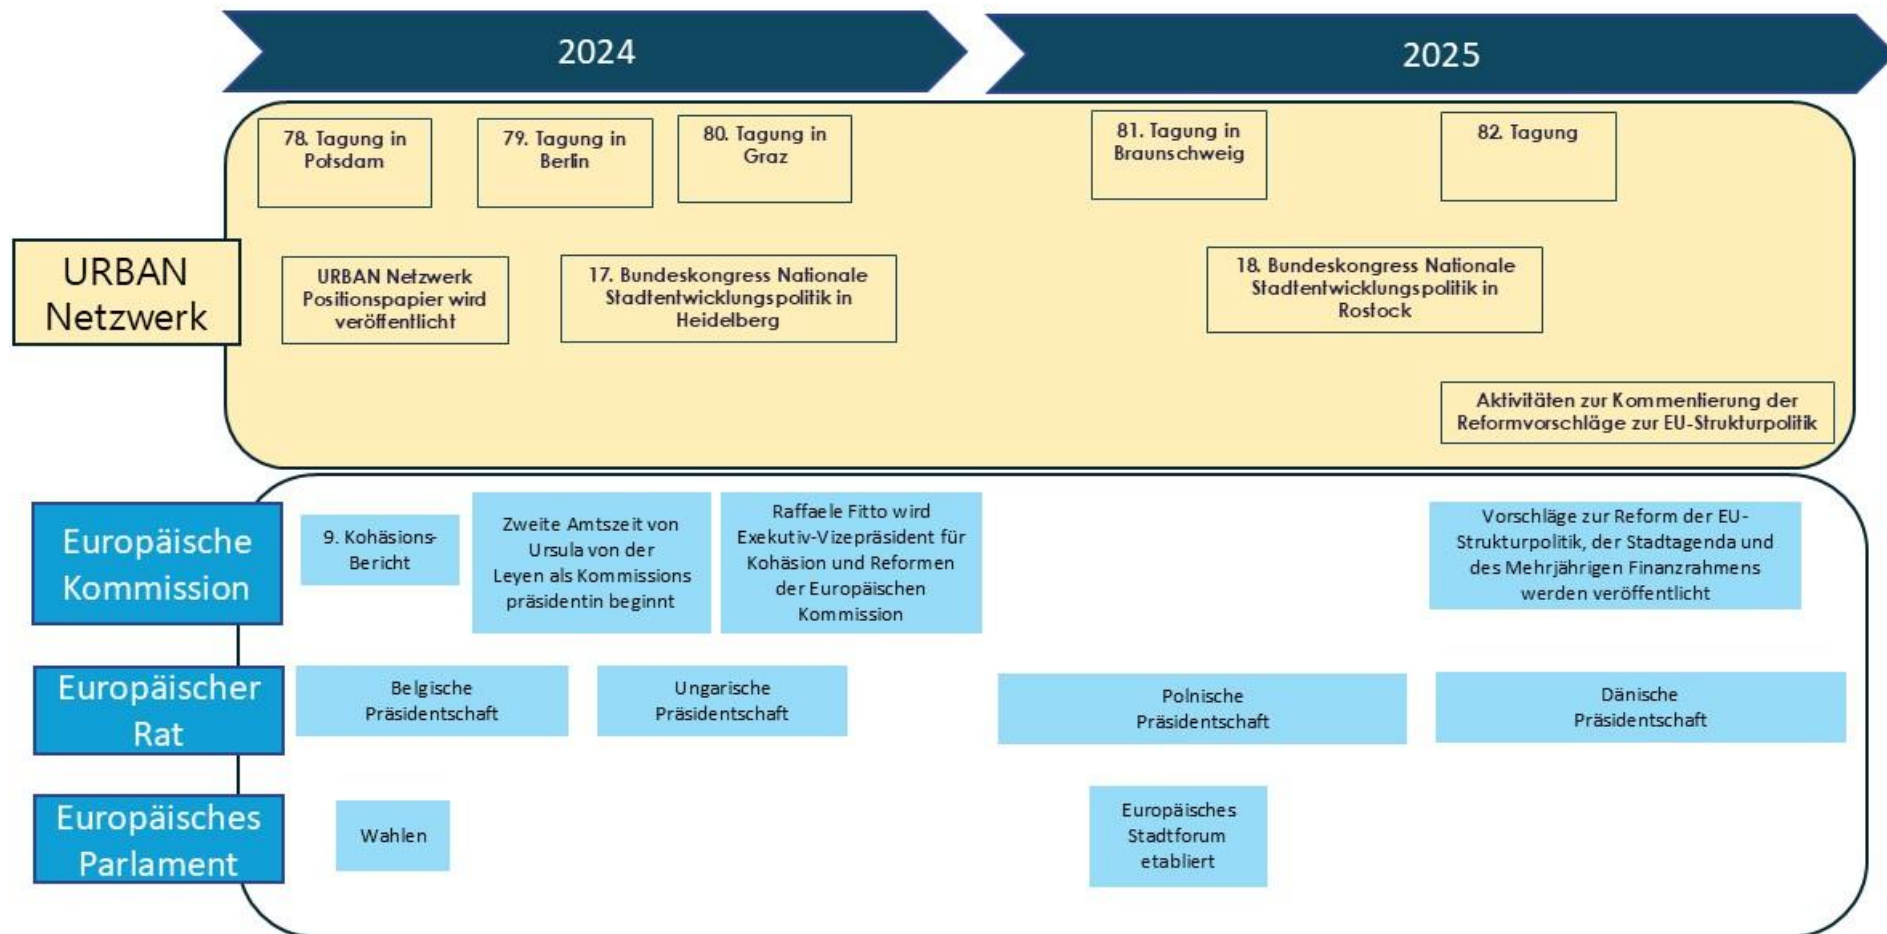 2024
2025
URBAN
Netzwerk
78. Tagung in
Potsdam
79. Tagung in
Berlin
80. Tagung in
Graz
81. Tagung in
Braunschweig
82. Tagung
URBAN Netzwerk
Positionspapier wird
veröffentlicht
17. Bundeskongress Nationale
Stadtentwicklungspolitik in
Heidelberg
18. Bundeskongress Nationale
Stadtentwicklungspolitik in
Rostock
Aktivitäten zur Kommentierung der
Reformvorschläge zur EU-Strukturpolitik
Europäische
Kommission
9. Kohäsions-
Bericht
Zweite Amtszeit von
Ursula von der
Leyen als Kommissions
präsidentin beginnt
Raffaele Fitto wird
Exekutiv-Vizepräsident für
Kohäsion und Reformen
der Europäischen
Kommission
Vorschläge zur Reform der EU-
Strukturpolitik, der Stadtagenda und
des Mehrjährigen Finanzrahmens
werden veröffentlicht
Europäischer
Rat
Belgische
Präsidentschaft
Ungarische
Präsidentschaft
Polnische
Präsidentschaft
Dänische
Präsidentschaft
Europäisches
Parlament
Wahlen
Europäisches
Stadtforum
etabliert